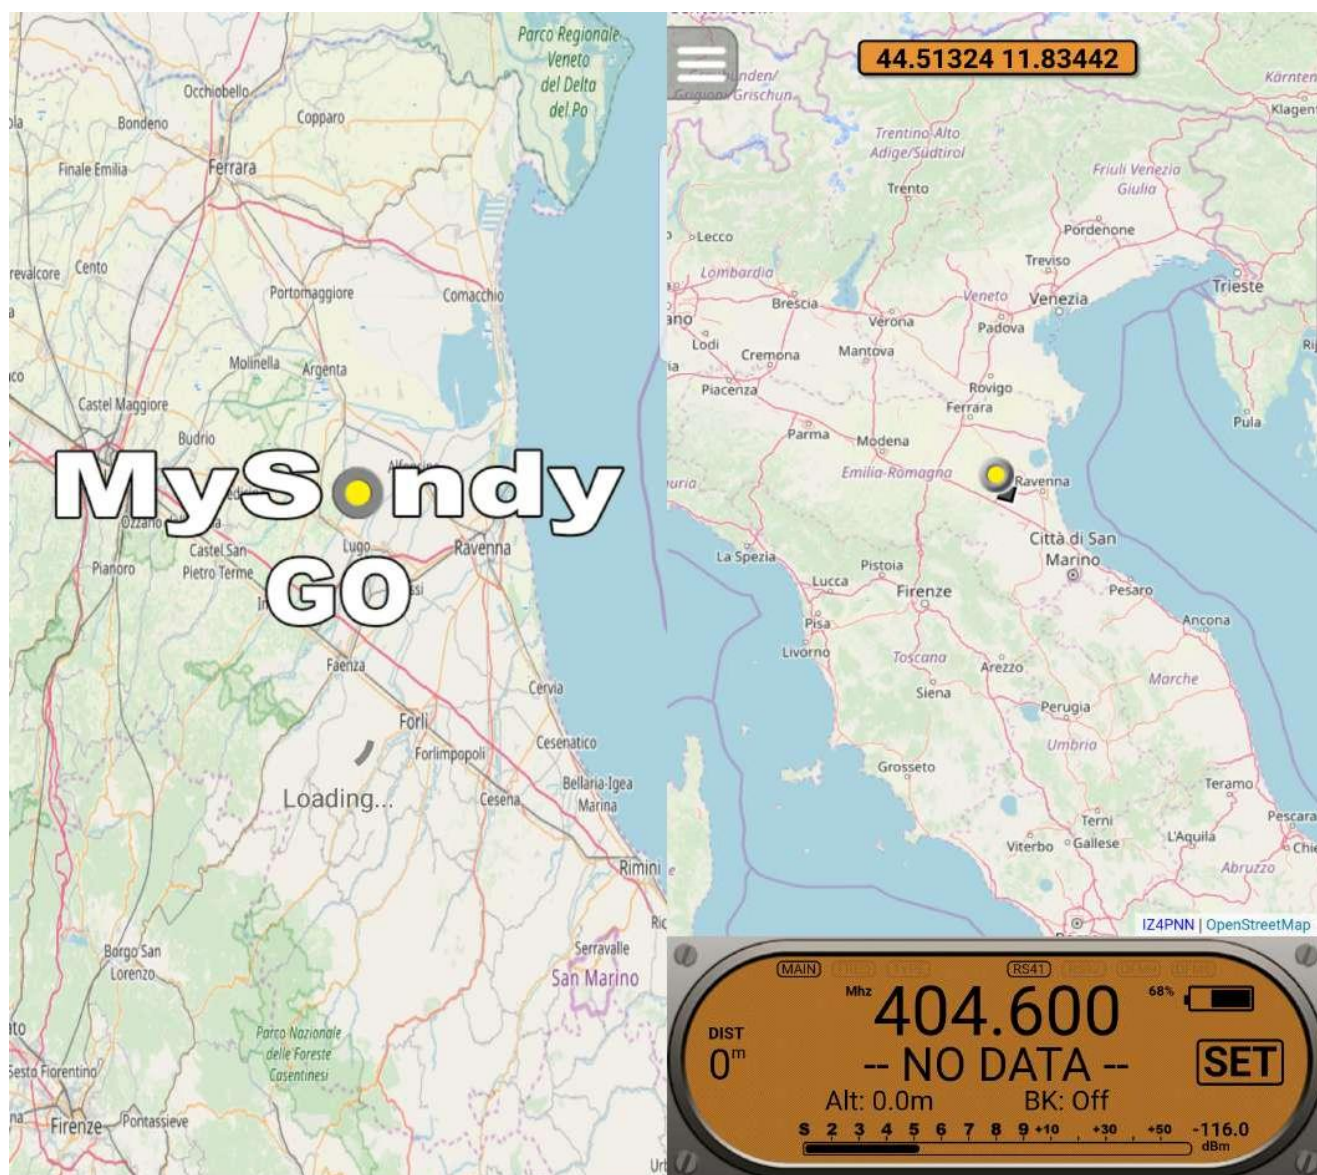 Parco Regionale
Veneto
del Delta
del Po
Occhiobello
Copparo
Bondeno
Finale Emilia
Ferrara
Cento
Portomaggiore
Comacchio
Molinella
Argenta
Castel Maggiore
Budrio
MySondy
GO
Castel San
Pietro Terme
Pianoro
Lugo
Ravenna
Faenza
Cervia
Forlì
Forlimpopoli
Cesenatico
Bellaria-Igea
Marina
Cesena
Loading...
Rimini
Borgo San
Lorenzo
Serravalle
San Marino
Parco Nazionale
delle Foreste
Casentinesi
Sesto Fiorentino
Pontassieve
Firenze
44.51324 11.83442
Kärnten
Klagen
Trentino-Alto
Adige/Südtirol
Friuli Venezia
Giulia
Trento
Pordenone
Lecco
Treviso
Lombardia
Trieste
Brescia
Veneto
Venezia
Verona
Padova
Lodi
Cremona
Mantova
Piacenza
Rovigo
Ferrara
Pula
Parma
Modena
Emilia-Romagna
Ravenna
La Spezia
Città di San
Marino
Pistoia
Lucca
Firenze
Pesaro
Pisa
Ancona
Livorno
Toscana
Arezzo
Siena
Marche
Perugia
Umbria
Grosseto
Teramo
Pescara
Terni
Viterbo
Gallese
L'Aquila
Abruzzo
IZ4PNN | OpenStreetMap
MAIN FREQ TYPE RS41
Mhz 404.600 68%
DIST
0m
-- NO DATA --
SET
Alt: 0.0m BK: Off
S 2 3 4 5 6 7 8 9 +10 +30 +50 -116.0
dBm